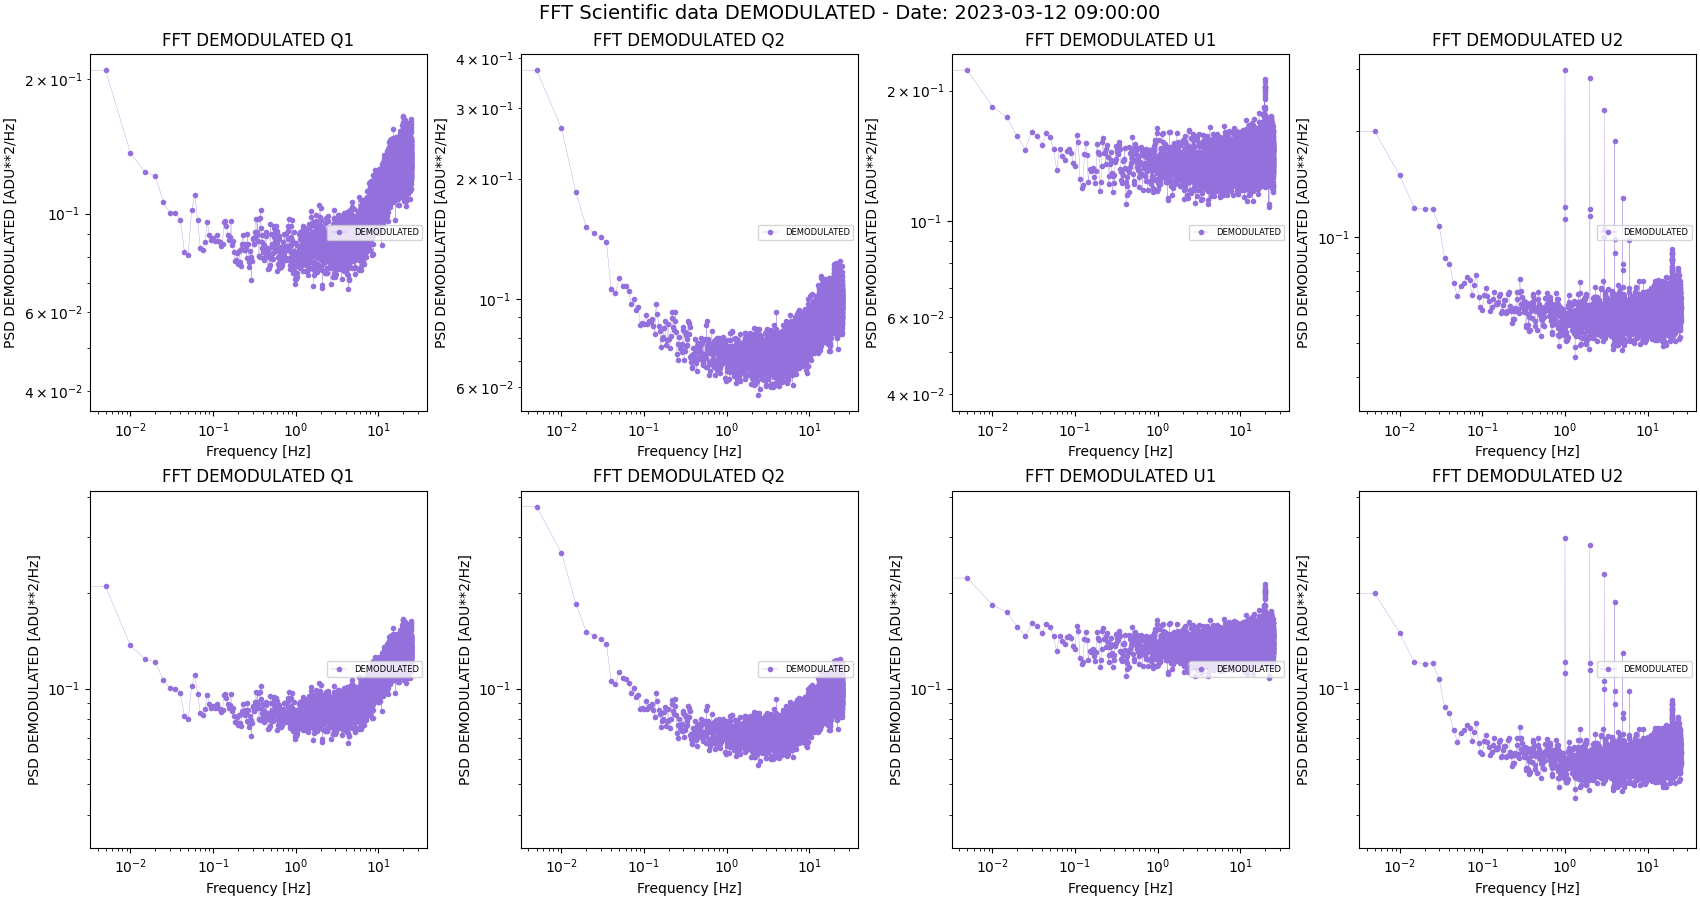 FFT Scientific data DEMODULATED - Date: 2023-03-12 09:00:00
FFT DEMODULATED Q1
PSD DEMODULATED [ADU**2/Hz]
2 × 10⁻¹
10⁻¹
6 × 10⁻²
4 × 10⁻²
DEMODULATED
10⁻² 10⁻¹ 10⁰ 10¹
Frequency [Hz]
FFT DEMODULATED Q2
PSD DEMODULATED [ADU**2/Hz]
4 × 10⁻¹
3 × 10⁻¹
2 × 10⁻¹
10⁻¹
6 × 10⁻²
DEMODULATED
10⁻² 10⁻¹ 10⁰ 10¹
Frequency [Hz]
FFT DEMODULATED U1
PSD DEMODULATED [ADU**2/Hz]
2 × 10⁻¹
10⁻¹
6 × 10⁻²
4 × 10⁻²
DEMODULATED
10⁻² 10⁻¹ 10⁰ 10¹
Frequency [Hz]
FFT DEMODULATED U2
PSD DEMODULATED [ADU**2/Hz]
10⁻¹
DEMODULATED
10⁻² 10⁻¹ 10⁰ 10¹
Frequency [Hz]
FFT DEMODULATED Q1
PSD DEMODULATED [ADU**2/Hz]
10⁻¹
DEMODULATED
10⁻² 10⁻¹ 10⁰ 10¹
Frequency [Hz]
FFT DEMODULATED Q2
PSD DEMODULATED [ADU**2/Hz]
10⁻¹
DEMODULATED
10⁻² 10⁻¹ 10⁰ 10¹
Frequency [Hz]
FFT DEMODULATED U1
PSD DEMODULATED [ADU**2/Hz]
10⁻¹
DEMODULATED
10⁻² 10⁻¹ 10⁰ 10¹
Frequency [Hz]
FFT DEMODULATED U2
PSD DEMODULATED [ADU**2/Hz]
10⁻¹
DEMODULATED
10⁻² 10⁻¹ 10⁰ 10¹
Frequency [Hz]